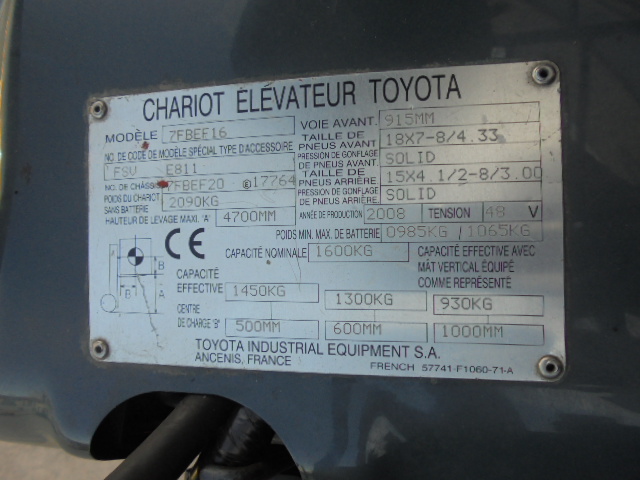 CHARIOT ÉLÉVATEUR TOYOTA
MODÈLE 7FBEF16
NO. DE CODE DE MODÈLE SPÉCIAL TYPE D'ACCESSOIRE
FSV E811
NO. DE CHÂSSIS 7FBEF20 17764
POIDS DU CHARIOT SANS BATTERIE 2090KG
HAUTEUR DE LEVAGE MAXI. 'A' 4700MM
VOIE AVANT. 915MM
TAILLE DE PNEUS AVANT 18X7-8/4.33
PRESSION DE GONFLAGE DE PNEUS AVANT SOLID
TAILLE DE PNEUS ARRIÈRE 15X4 1/2-8/3.00
PRESSION DE GONFLAGE DE PNEUS ARRIÈRE SOLID
ANNÉE DE PRODUCTION 2008 TENSION 48 V
POIDS MIN. MAX. DE BATTERIE 0985KG / 1065KG
CE
CAPACITÉ NOMINALE 1600KG
CAPACITÉ EFFECTIVE AVEC
MÂT VERTICAL ÉQUIPÉ
COMME REPRÉSENTÉ
B
A
B
CAPACITÉ EFFECTIVE 1450KG 1300KG 930KG
CENTRE DE CHARGE 'B' 500MM 600MM 1000MM
TOYOTA INDUSTRIAL EQUIPMENT S.A.
ANCENIS, FRANCE
FRENCH 57741-F1060-71-A